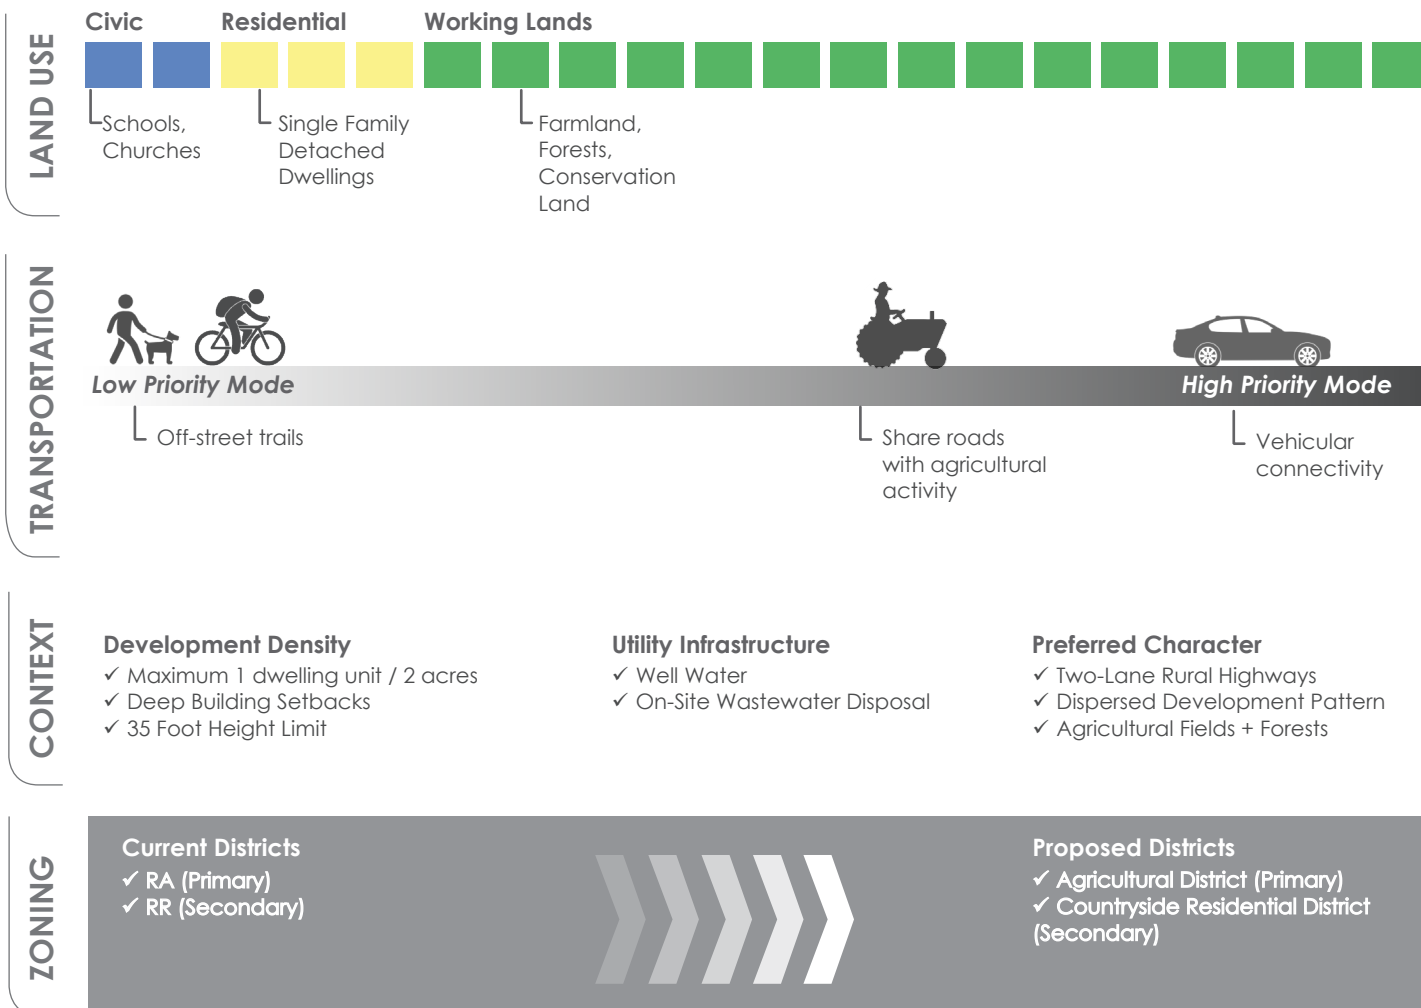 LAND USE
Civic
Residential
Working Lands
Schools,
Churches
Single Family
Detached
Dwellings
Farmland,
Forests,
Conservation
Land
TRANSPORTATION
Low Priority Mode
High Priority Mode
Off-street trails
Share roads
with agricultural
activity
Vehicular
connectivity
CONTEXT
Development Density
✓ Maximum 1 dwelling unit / 2 acres
✓ Deep Building Setbacks
✓ 35 Foot Height Limit
Utility Infrastructure
✓ Well Water
✓ On-Site Wastewater Disposal
Preferred Character
✓ Two-Lane Rural Highways
✓ Dispersed Development Pattern
✓ Agricultural Fields + Forests
ZONING
Current Districts
✓ RA (Primary)
✓ RR (Secondary)
Proposed Districts
✓ Agricultural District (Primary)
✓ Countryside Residential District
(Secondary)